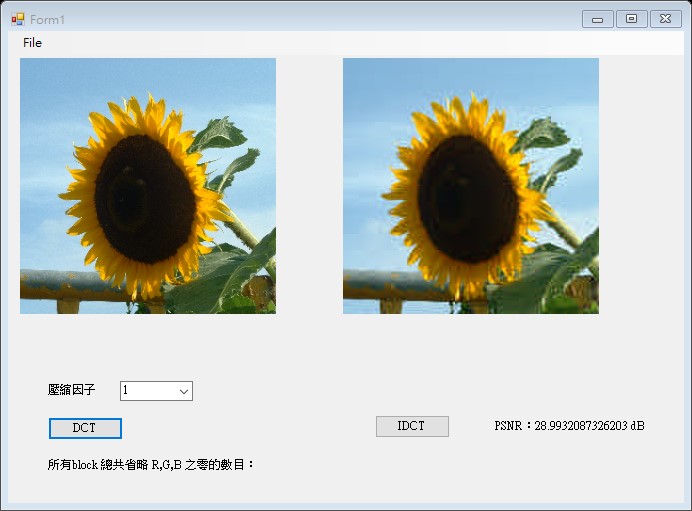 Form1
File
壓縮因子 1
DCT
IDCT
PSNR：28.9932087326203 dB
所有block 總共省略 R,G,B 之零的數目：